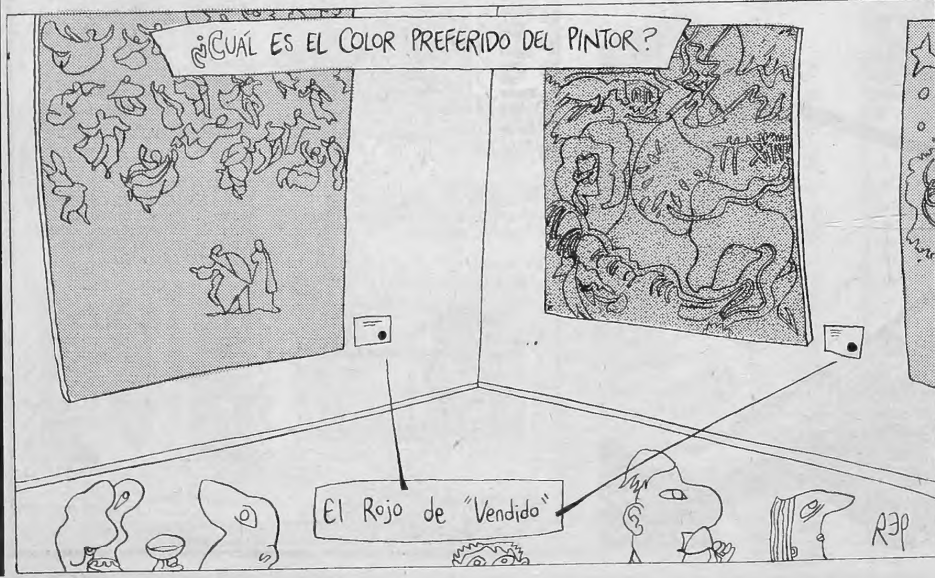 ¿CUÁL ES EL COLOR PREFERIDO DEL PINTOR?
El Rojo de "Vendido"
REP